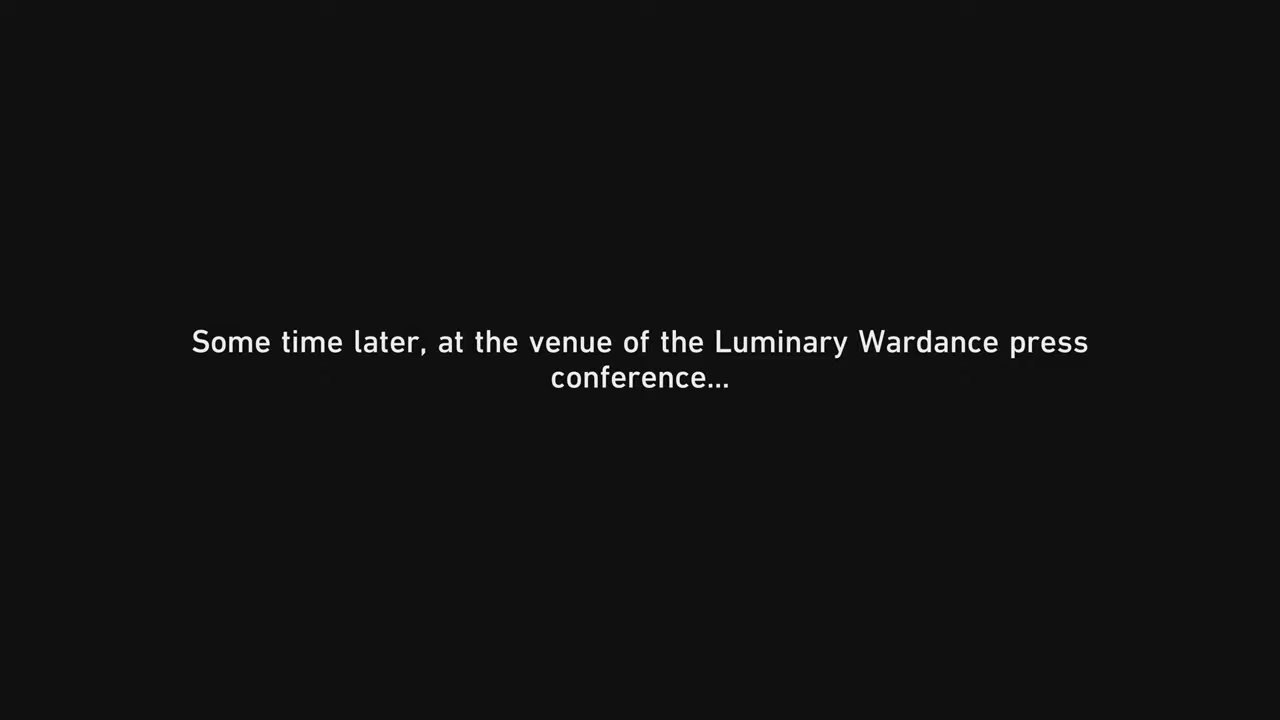 Some time later, at the venue of the Luminary Wardance press
conference...